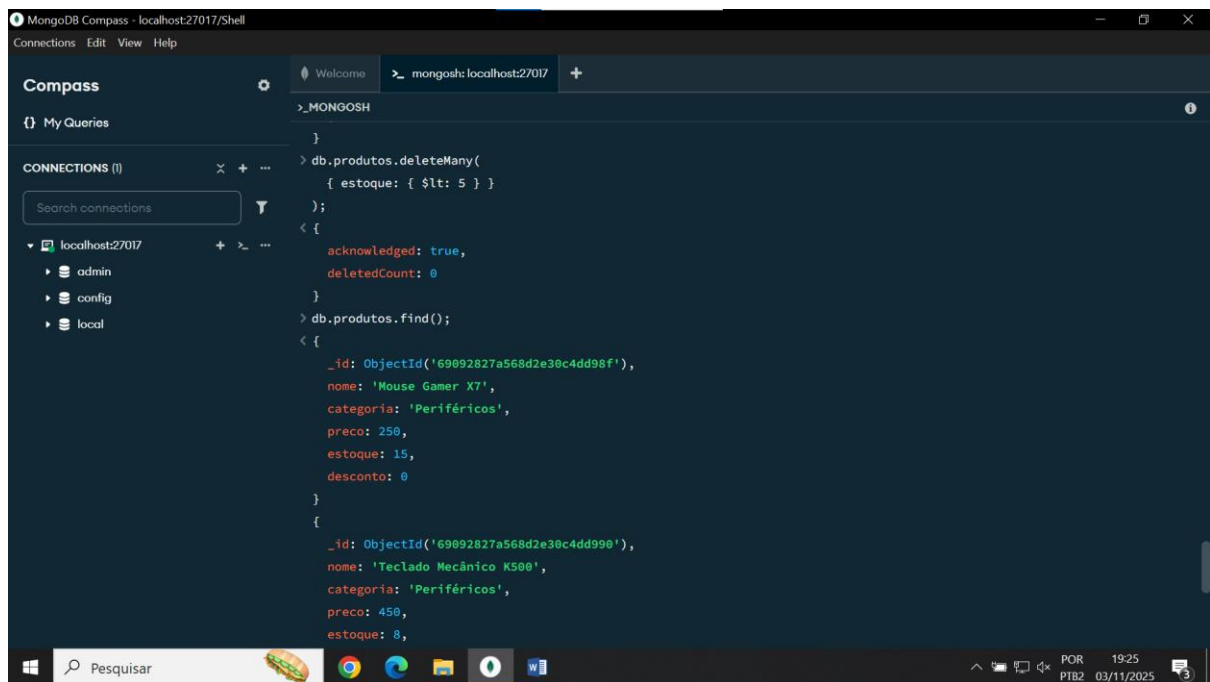 MongoDB Compass - localhost:27017/Shell
Connections Edit View Help
Compass
{} My Queries
CONNECTIONS (1)
Search connections
localhost:27017
admin
config
local
Welcome
>_ mongosh: localhost:27017
>_MONGOSH
}
> db.produtos.deleteMany(
{ estoque: { $lt: 5 } }
);
< {
acknowledged: true,
deletedCount: 0
}
> db.produtos.find();
< {
_id: ObjectId('69092827a568d2e30c4dd98f'),
nome: 'Mouse Gamer X7',
categoria: 'Periféricos',
preco: 250,
estoque: 15,
desconto: 0
}
{
_id: ObjectId('69092827a568d2e30c4dd990'),
nome: 'Teclado Mecânico K500',
categoria: 'Periféricos',
preco: 450,
estoque: 8,
Pesquisar
POR
PTB2
19:25
03/11/2025
3